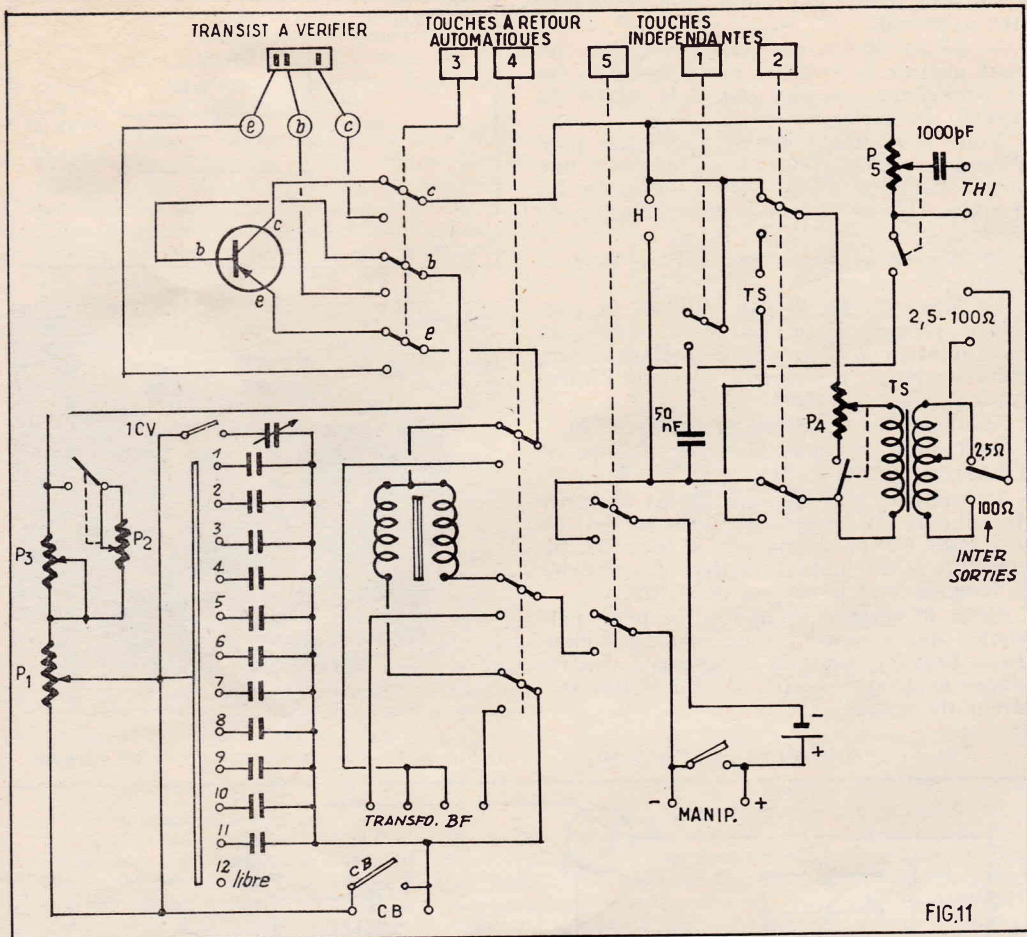 TRANSIST A VERIFIER
TOUCHES À RETOUR
AUTOMATIQUES
TOUCHES
INDEPENDANTES
3
4
5
1
2
e
b
c
1000pF
P5
THI
c
c
HI
b
b
e
TS
e
2,5-100Ω
50
nF
P4
TS
2,5Ω
100Ω
INTER
SORTIES
1CV
1
2
3
4
5
6
7
8
9
10
11
12 libre
P2
P3
P1
TRANSFO. BF
- MANIP. +
-
+
CB
CB
FIG.11